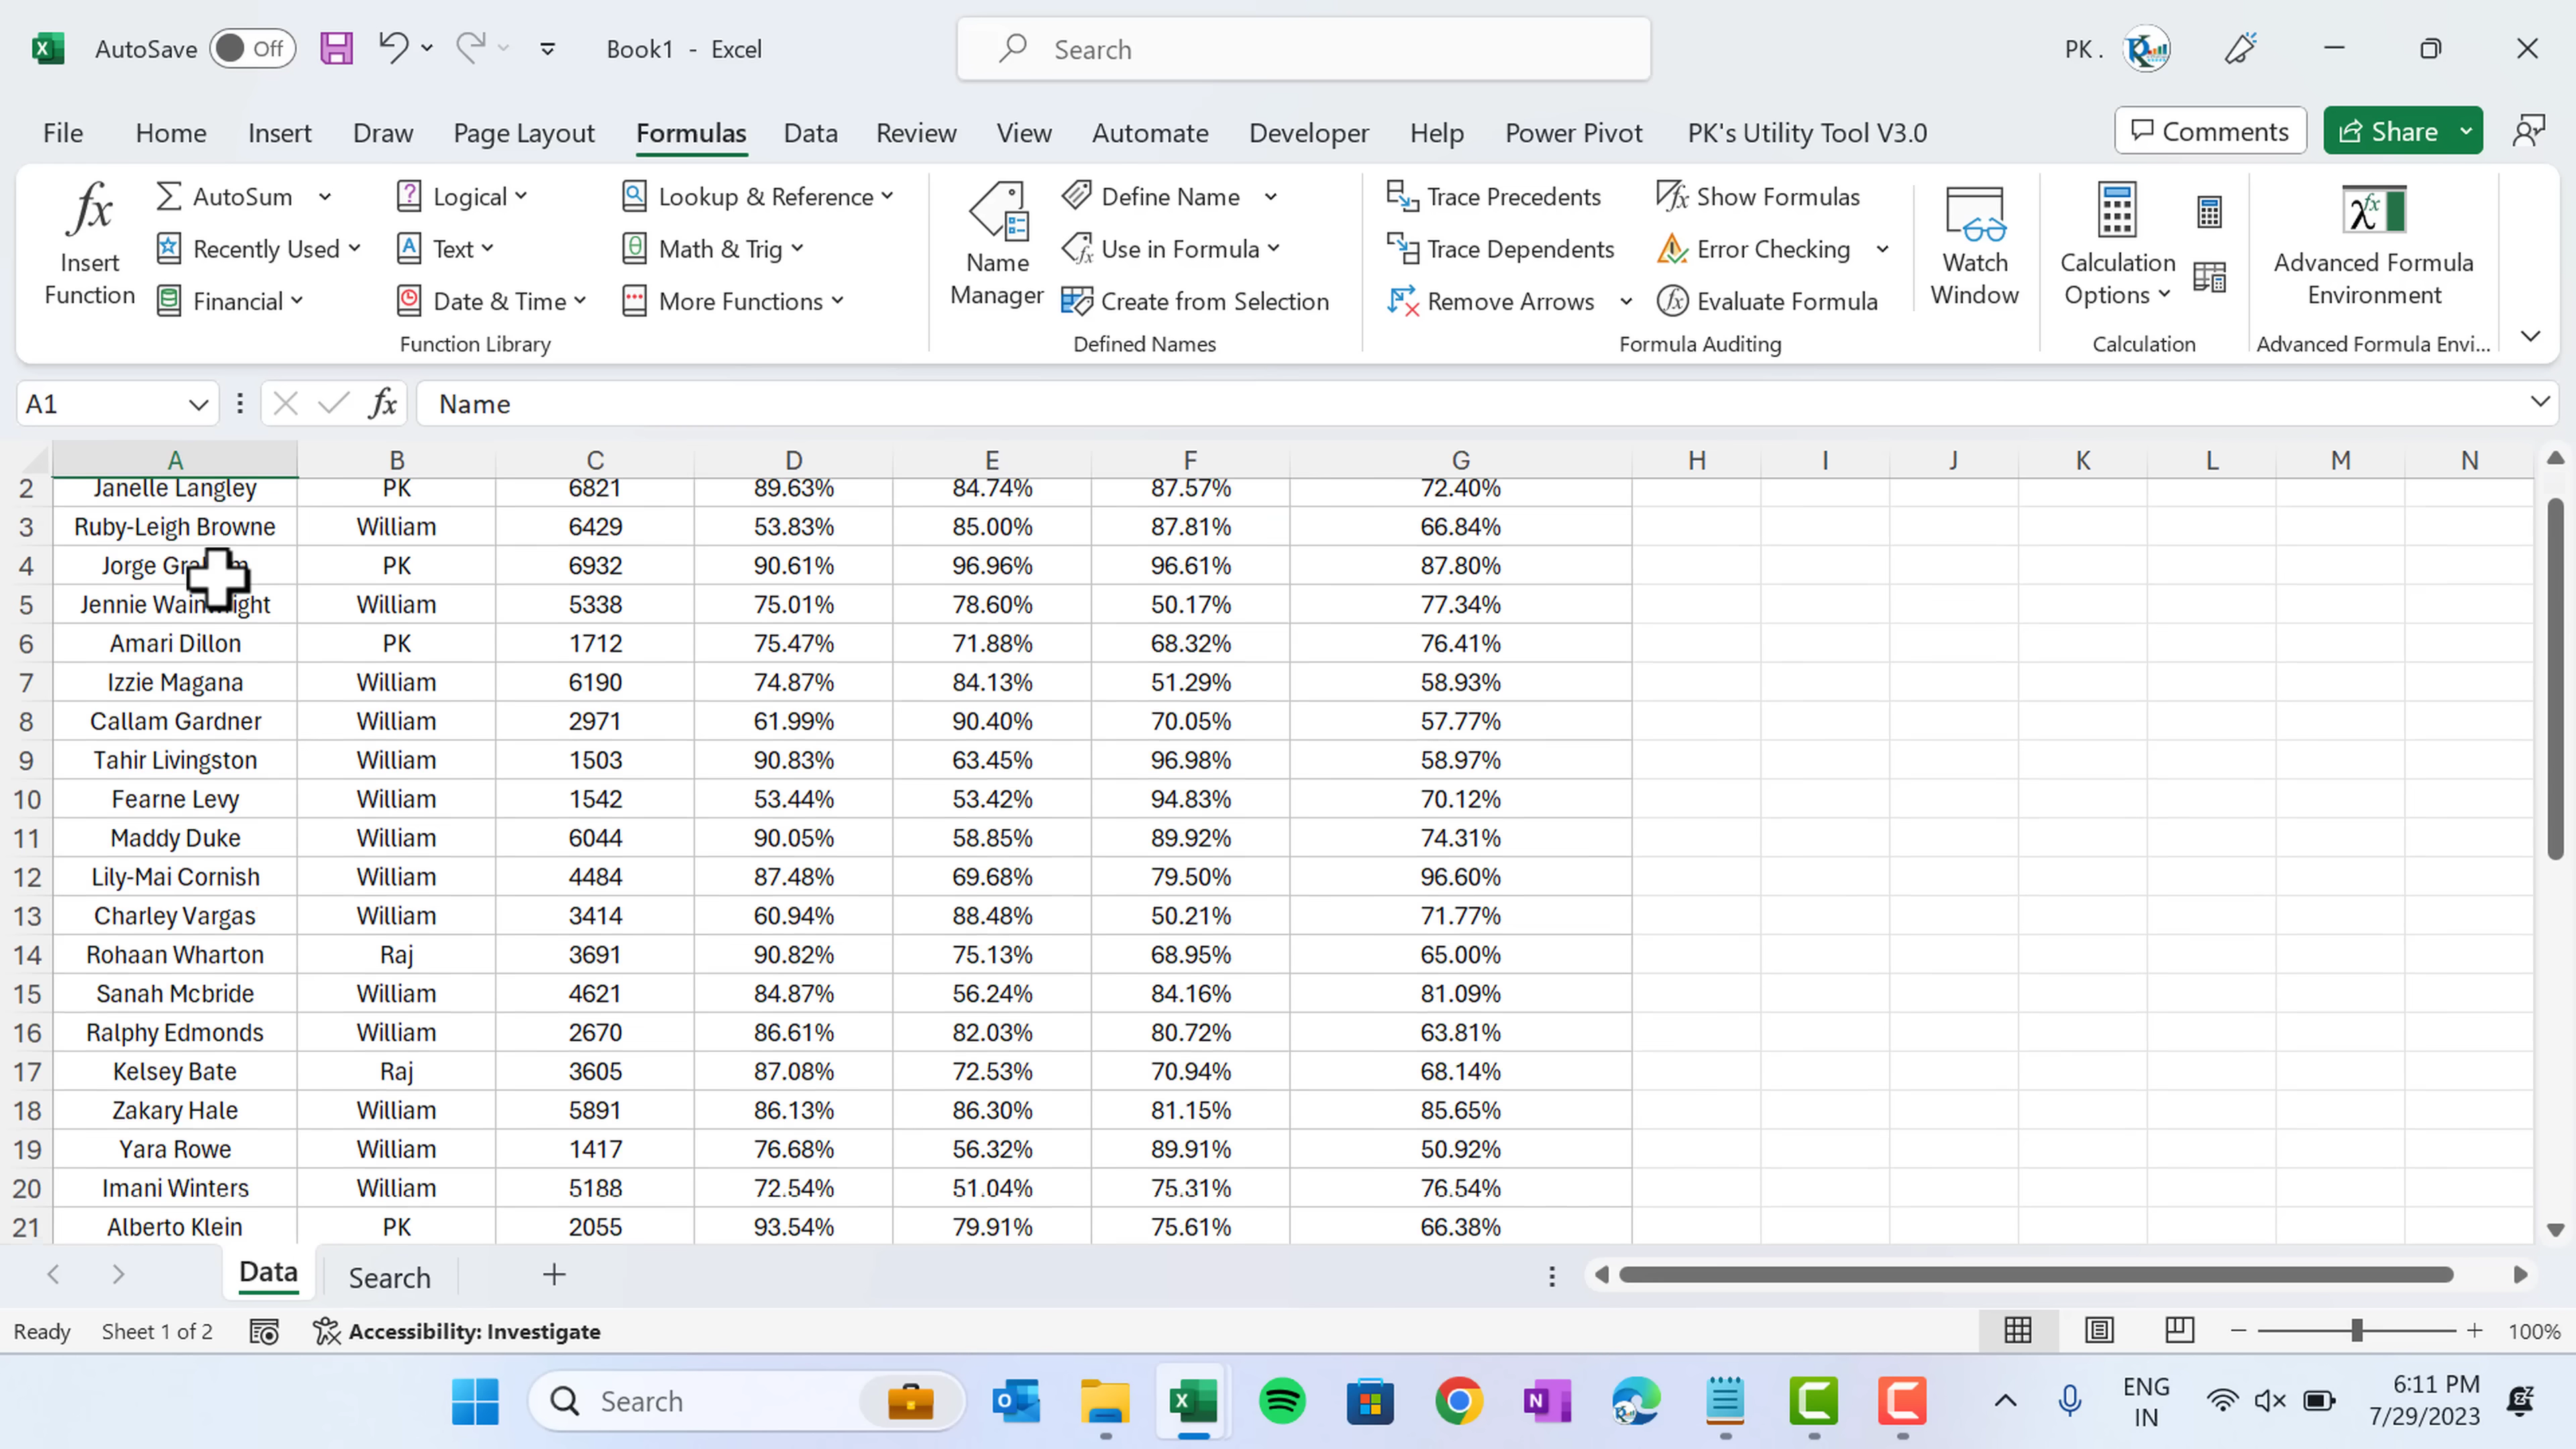 AutoSave Off Book1 - Excel Search PK .
File Home Insert Draw Page Layout Formulas Data Review View Automate Developer Help Power Pivot PK's Utility Tool V3.0 Comments Share
Insert Function AutoSum Recently Used Financial Logical Text Date & Time Lookup & Reference Math & Trig More Functions
Function Library
Name Manager Define Name Use in Formula Create from Selection
Defined Names
Trace Precedents Trace Dependents Remove Arrows Show Formulas Error Checking Evaluate Formula
Formula Auditing
Watch Window
Calculation Options
Calculation
Advanced Formula Environment
Advanced Formula Envi...
A1 fx Name
A B C D E F G H I J K L M N
2 Janelle Langley PK 6821 89.63% 84.74% 87.57% 72.40%
3 Ruby-Leigh Browne William 6429 53.83% 85.00% 87.81% 66.84%
4 Jorge PK 6932 90.61% 96.96% 96.61% 87.80%
5 Jennie Wainwright William 5338 75.01% 78.60% 50.17% 77.34%
6 Amari Dillon PK 1712 75.47% 71.88% 68.32% 76.41%
7 Izzie Magana William 6190 74.87% 84.13% 51.29% 58.93%
8 Callam Gardner William 2971 61.99% 90.40% 70.05% 57.77%
9 Tahir Livingston William 1503 90.83% 63.45% 96.98% 58.97%
10 Fearne Levy William 1542 53.44% 53.42% 94.83% 70.12%
11 Maddy Duke William 6044 90.05% 58.85% 89.92% 74.31%
12 Lily-Mai Cornish William 4484 87.48% 69.68% 79.50% 96.60%
13 Charley Vargas William 3414 60.94% 88.48% 50.21% 71.77%
14 Rohaan Wharton Raj 3691 90.82% 75.13% 68.95% 65.00%
15 Sanah Mcbride William 4621 84.87% 56.24% 84.16% 81.09%
16 Ralphy Edmonds William 2670 86.61% 82.03% 80.72% 63.81%
17 Kelsey Bate Raj 3605 87.08% 72.53% 70.94% 68.14%
18 Zakary Hale William 5891 86.13% 86.30% 81.15% 85.65%
19 Yara Rowe William 1417 76.68% 56.32% 89.91% 50.92%
20 Imani Winters William 5188 72.54% 51.04% 75.31% 76.54%
21 Alberto Klein PK 2055 93.54% 79.91% 75.61% 66.38%
Data Search
Ready Sheet 1 of 2 Accessibility: Investigate 100%
Search ENG IN 6:11 PM 7/29/2023